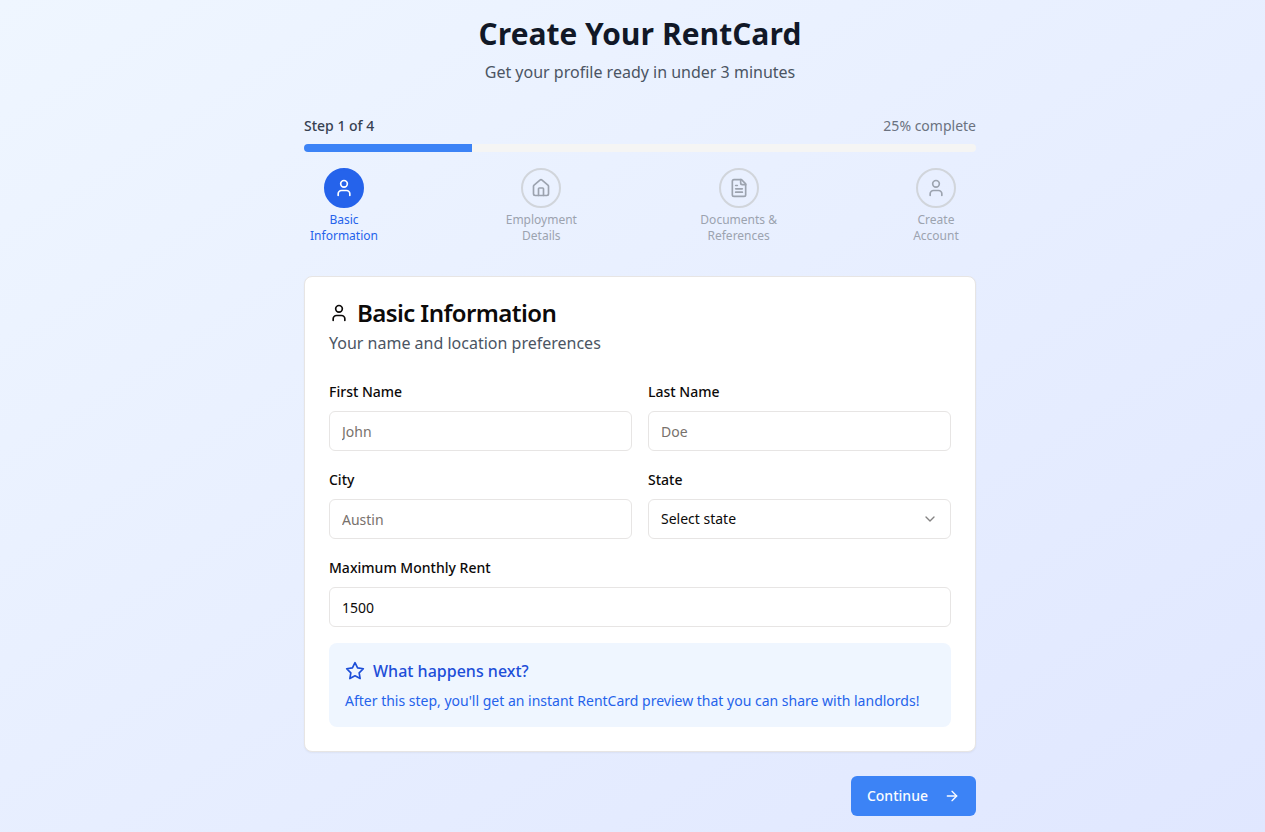 Create Your RentCard
Get your profile ready in under 3 minutes
Step 1 of 4
25% complete
Basic
Information
Employment
Details
Documents &
References
Create
Account
Basic Information
Your name and location preferences
First Name
Last Name
John
Doe
City
State
Austin
Select state
Maximum Monthly Rent
1500
What happens next?
After this step, you'll get an instant RentCard preview that you can share with landlords!
Continue